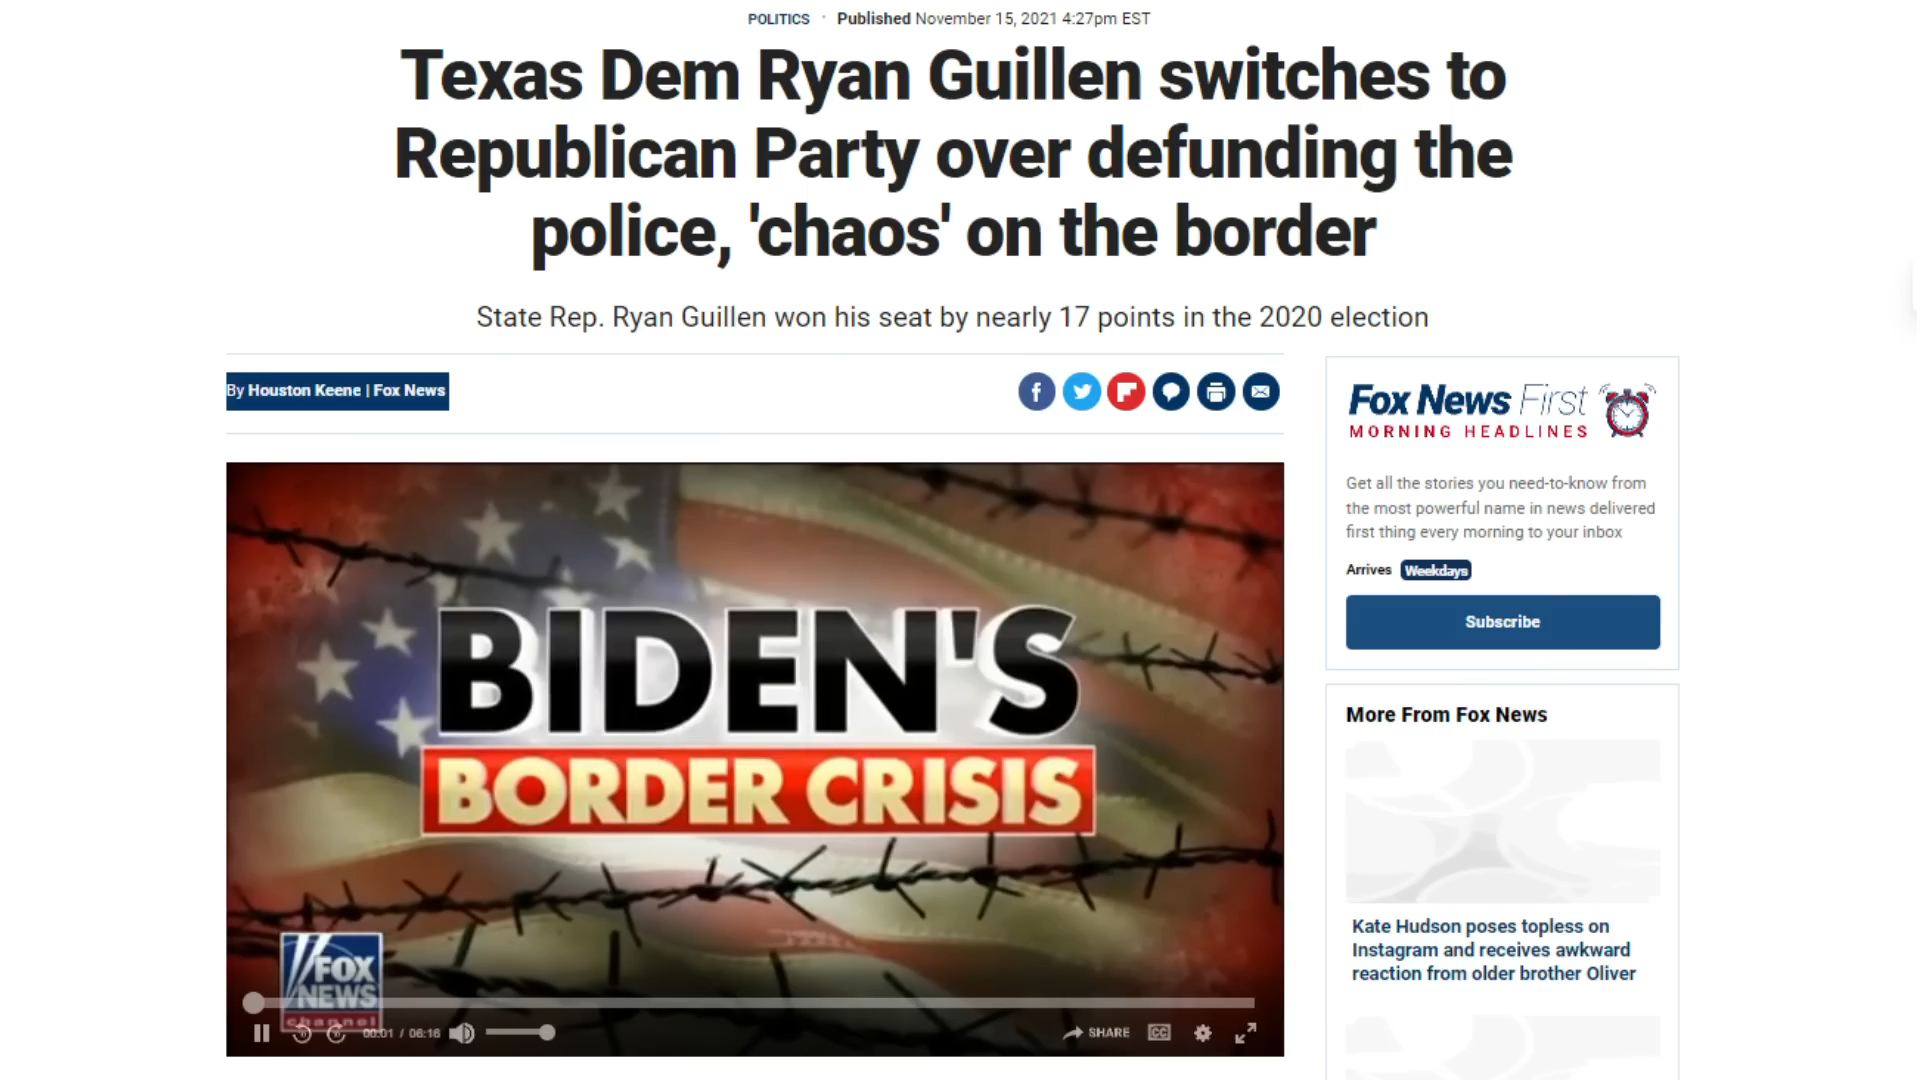 POLITICS · Published November 15, 2021 4:27pm EST
Texas Dem Ryan Guillen switches to
Republican Party over defunding the
police, 'chaos' on the border
State Rep. Ryan Guillen won his seat by nearly 17 points in the 2020 election
By Houston Keene | Fox News
BIDEN'S
BORDER CRISIS
FOX
NEWS
channel
00:01 / 06:16
SHARE
CC
Fox News First
MORNING HEADLINES
Get all the stories you need-to-know from
the most powerful name in news delivered
first thing every morning to your inbox
Arrives Weekdays
Subscribe
More From Fox News
Kate Hudson poses topless on
Instagram and receives awkward
reaction from older brother Oliver